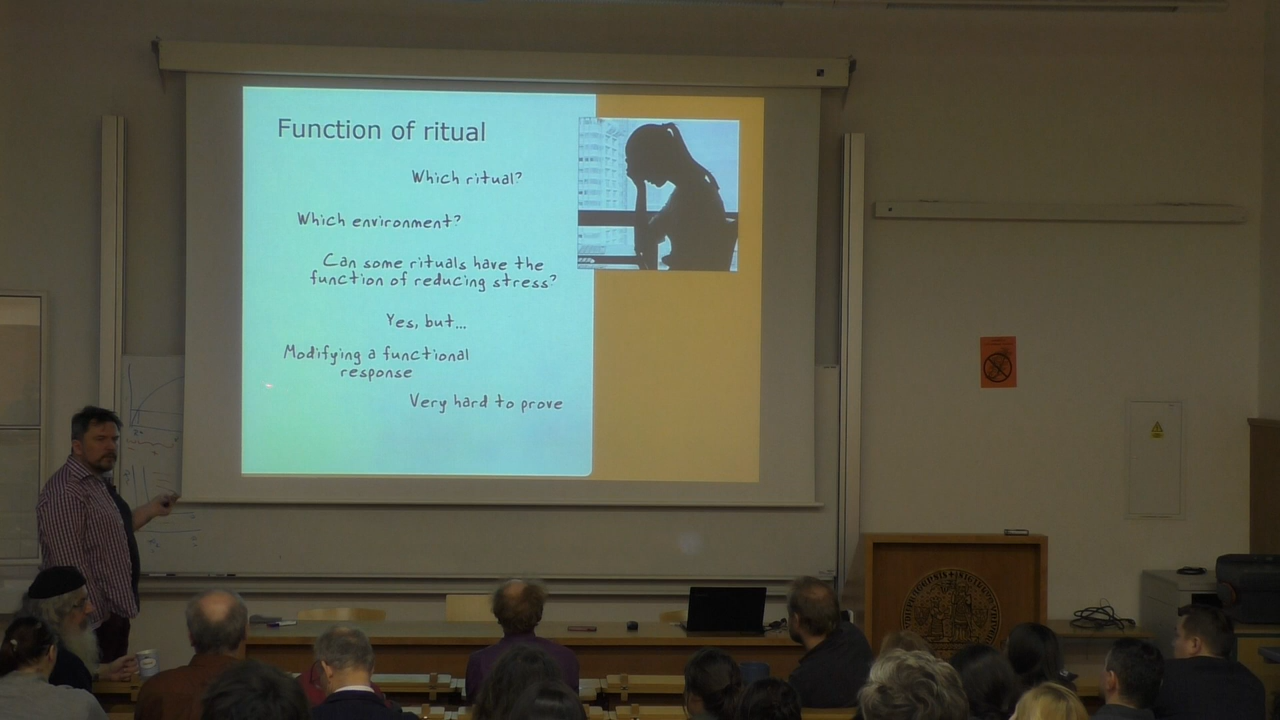 Function of ritual
Which ritual?
Which environment?
Can some rituals have the
function of reducing stress?
Yes, but...
Modifying a functional
response
Very hard to prove